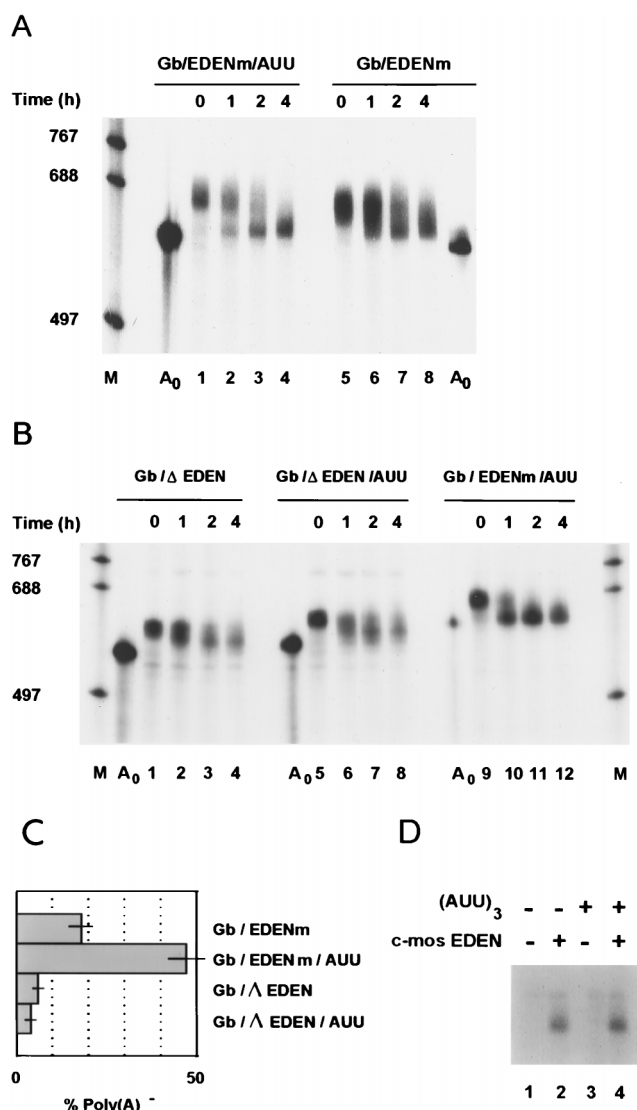 A
Gb/EDENm/AUU Gb/EDENm
Time (h) 0 1 2 4 0 1 2 4
767
688
497
M A0 1 2 3 4 5 6 7 8 A0
B
Gb / Δ EDEN Gb / Δ EDEN /AUU Gb / EDENm /AUU
Time (h) 0 1 2 4 0 1 2 4 0 1 2 4
767
688
497
M A0 1 2 3 4 A0 5 6 7 8 A0 9 10 11 12 M
C
Gb / EDENm
Gb / EDENm / AUU
Gb / Λ EDEN
Gb / Λ EDEN / AUU
0 50
% Poly(A) -
D
(AUU)3 - - + +
c-mos EDEN - + - +
1 2 3 4